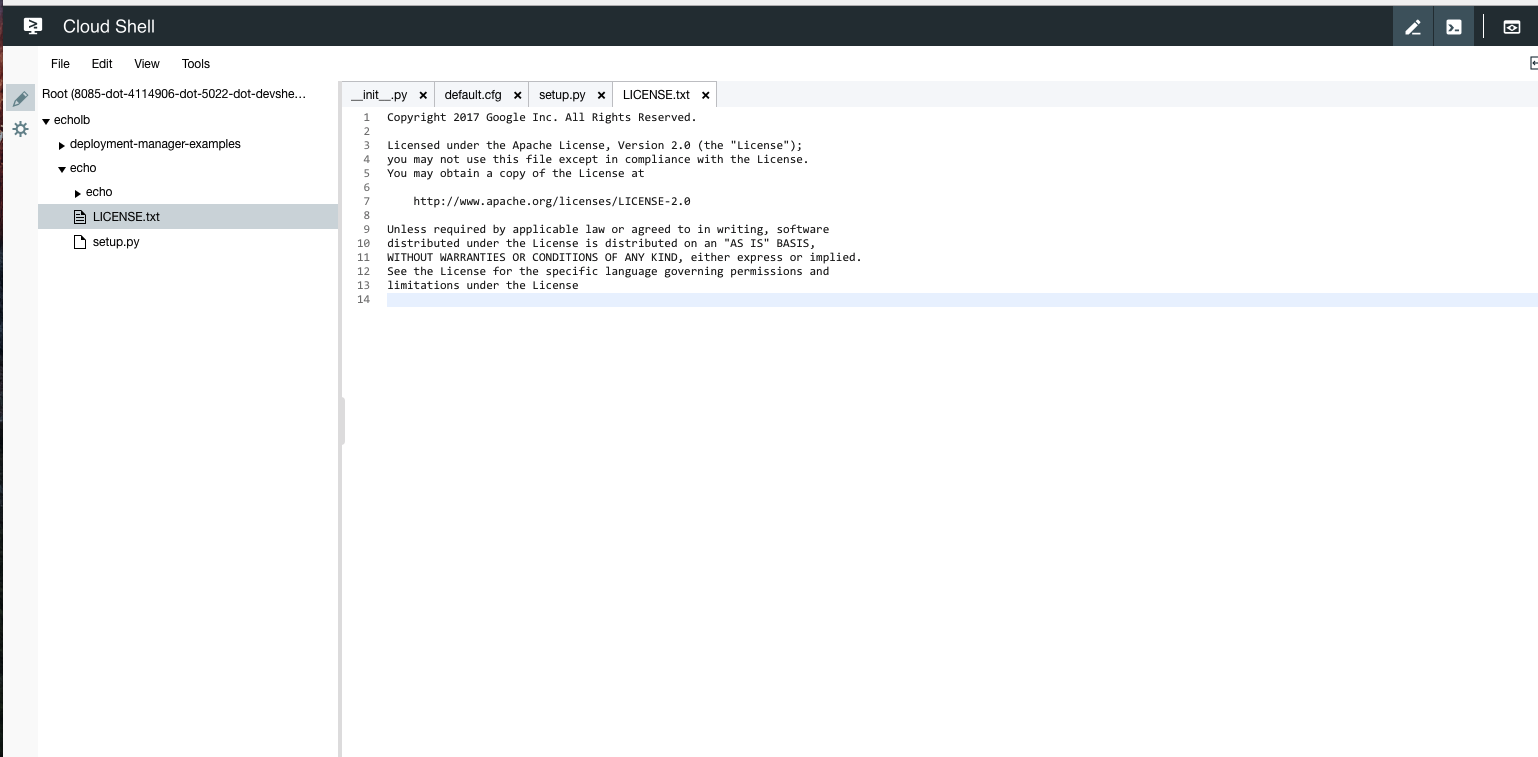 Cloud Shell
File Edit View Tools
Root (8085-dot-4114906-dot-5022-dot-devshe...
echolb
deployment-manager-examples
echo
echo
LICENSE.txt
setup.py
__init__.py × default.cfg × setup.py × LICENSE.txt ×
1 Copyright 2017 Google Inc. All Rights Reserved.
2
3 Licensed under the Apache License, Version 2.0 (the "License");
4 you may not use this file except in compliance with the License.
5 You may obtain a copy of the License at
6
7 http://www.apache.org/licenses/LICENSE-2.0
8
9 Unless required by applicable law or agreed to in writing, software
10 distributed under the License is distributed on an "AS IS" BASIS,
11 WITHOUT WARRANTIES OR CONDITIONS OF ANY KIND, either express or implied.
12 See the License for the specific language governing permissions and
13 limitations under the License
14